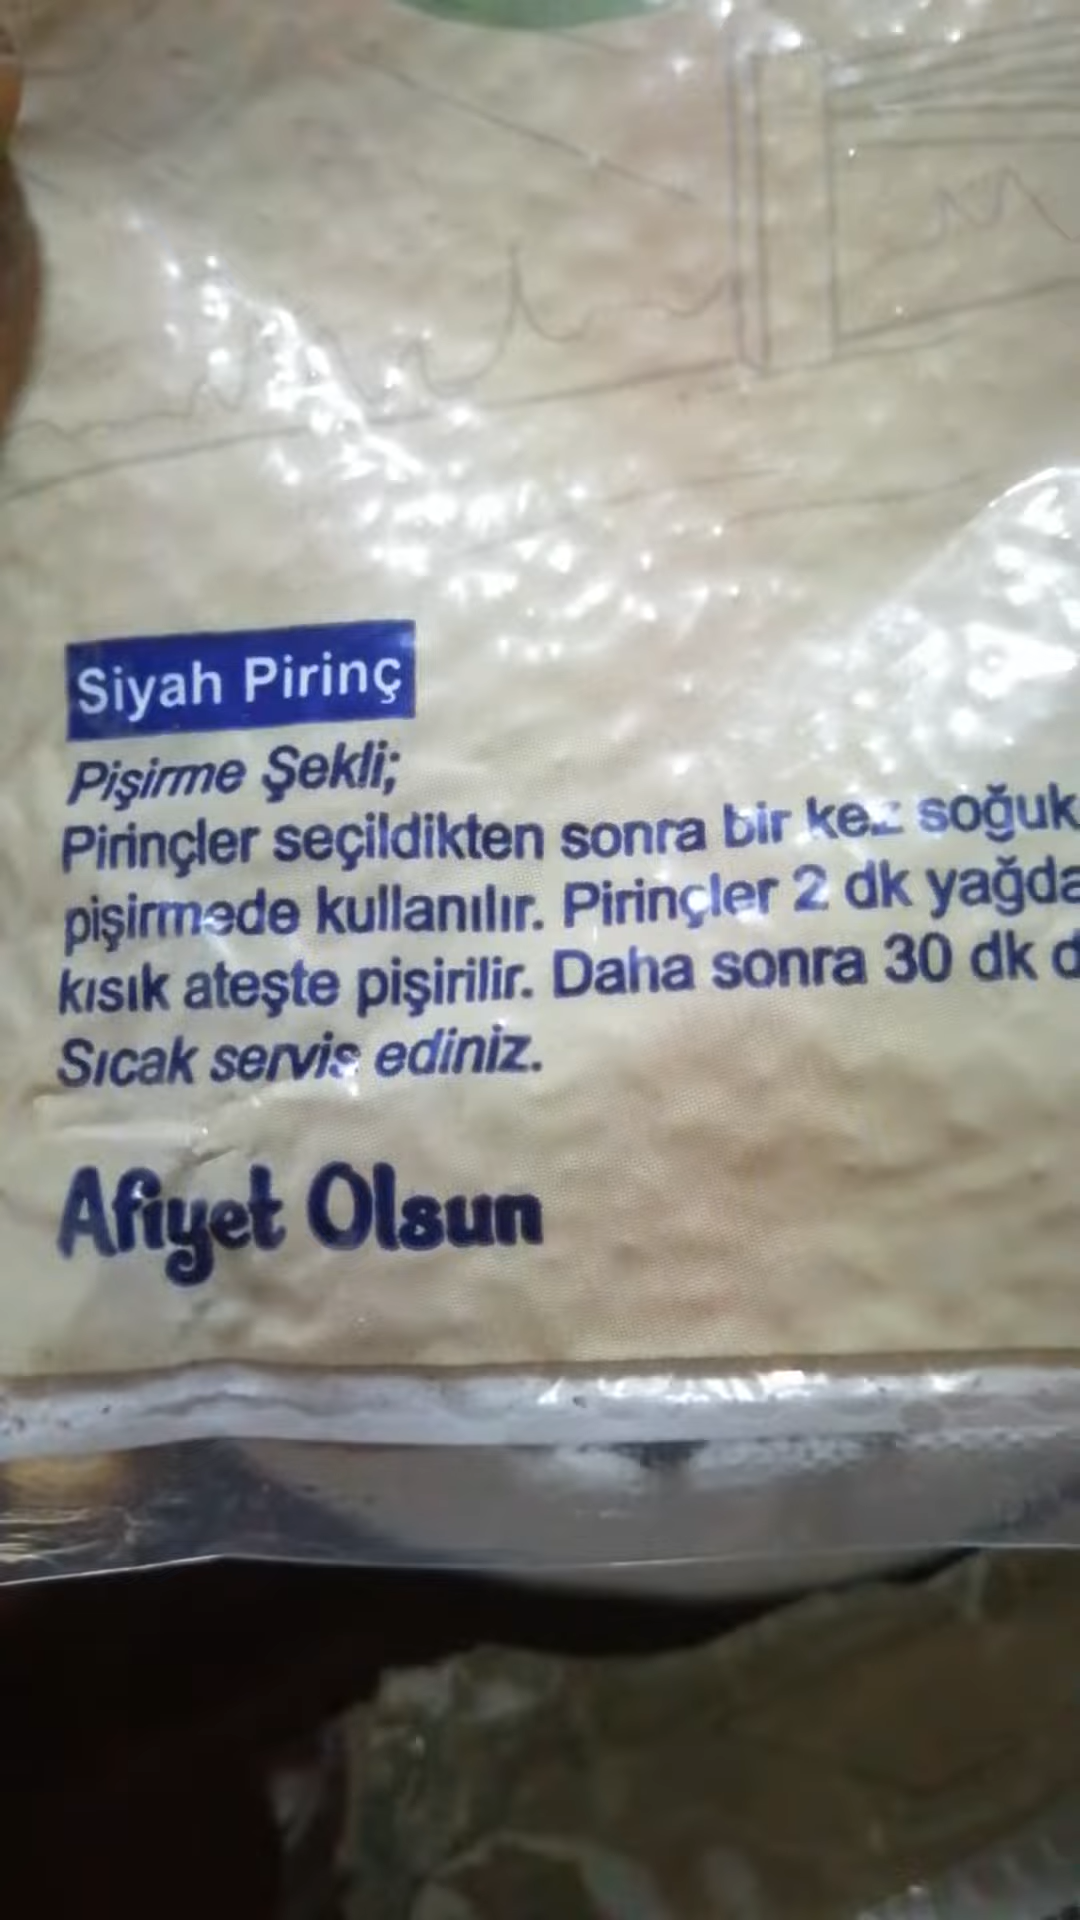 Siyah Pirinç
Pişirme Şekli;
Pirinçler seçildikten sonra bir kez soğuk
pişirmede kullanılır. Pirinçler 2 dk yağda
kısık ateşte pişirilir. Daha sonra 30 dk d
Sıcak servis ediniz.
Afiyet Olsun